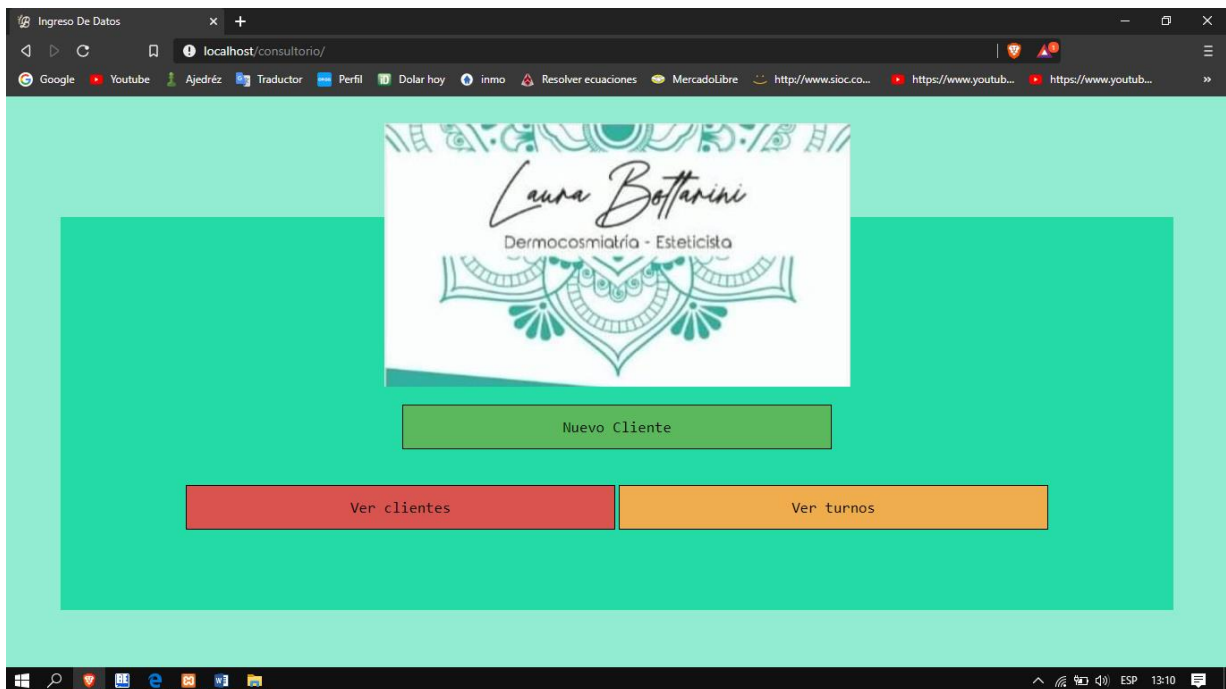 Ingreso De Datos
localhost/consultorio/
Google Youtube Ajedréz Traductor Perfil Dolar hoy inmo Resolver ecuaciones MercadoLibre http://www.sioc.co... https://www.youtub... https://www.youtub... »
Laura Bottarini
Dermocosmiatría - Esteticista
Nuevo Cliente
Ver clientes Ver turnos
ESP 13:10